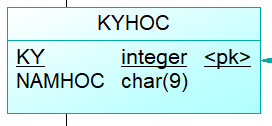 KYHOC
KY integer <pk>
NAMHOC char(9)